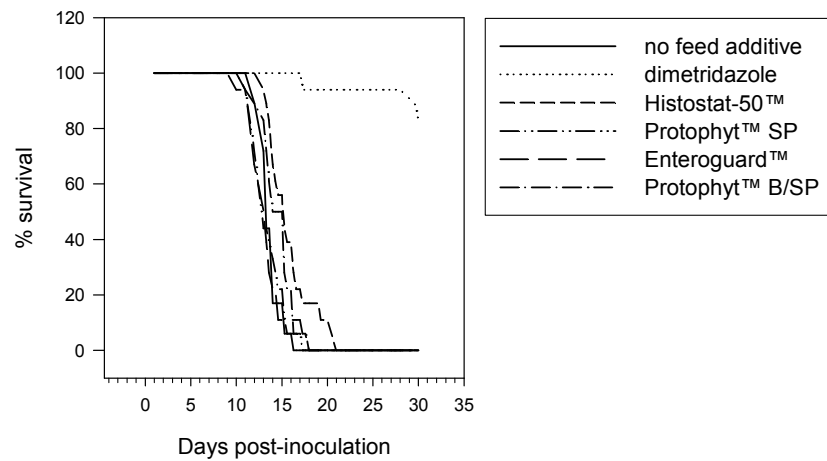 120
100
80
60
40
20
0
% survival
0 5 10 15 20 25 30 35
Days post-inoculation
no feed additive
dimetridazole
Histostat-50™
Protophyt™ SP
Enteroguard™
Protophyt™ B/SP